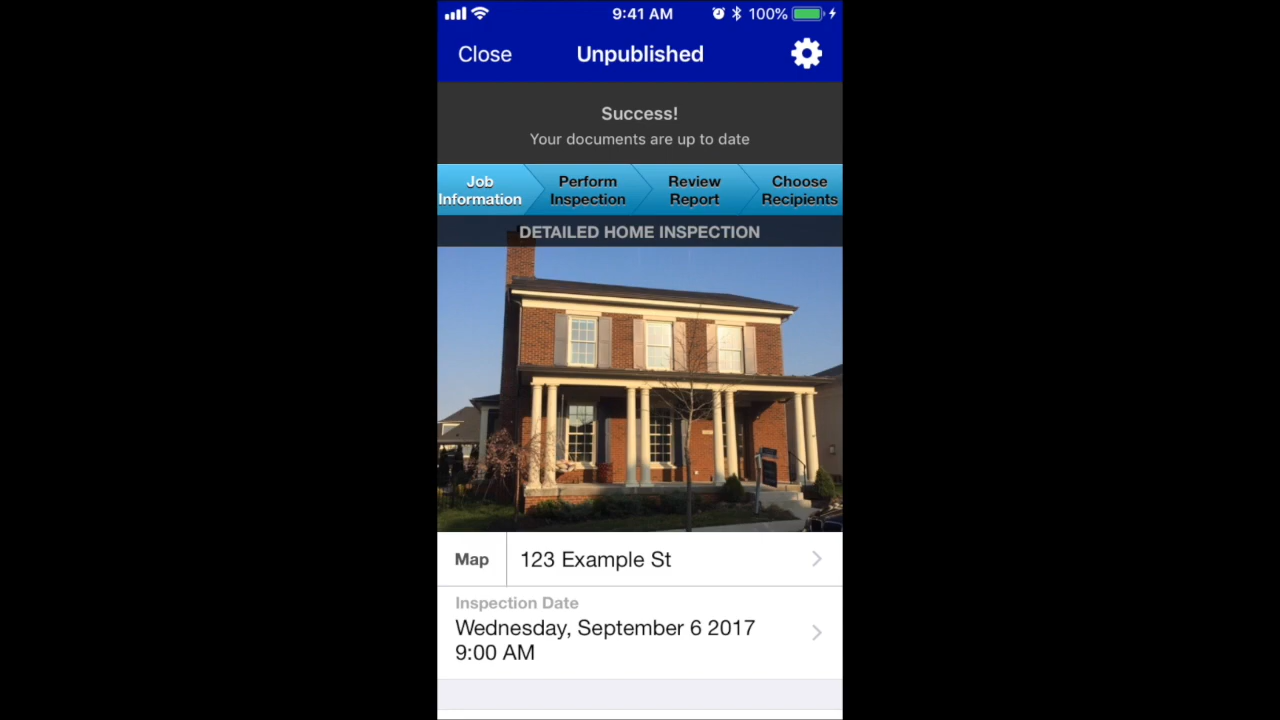 9:41 AM 100%
Close Unpublished
Success!
Your documents are up to date
Job Information
Perform Inspection
Review Report
Choose Recipients
DETAILED HOME INSPECTION
Map 123 Example St
Inspection Date
Wednesday, September 6 2017
9:00 AM